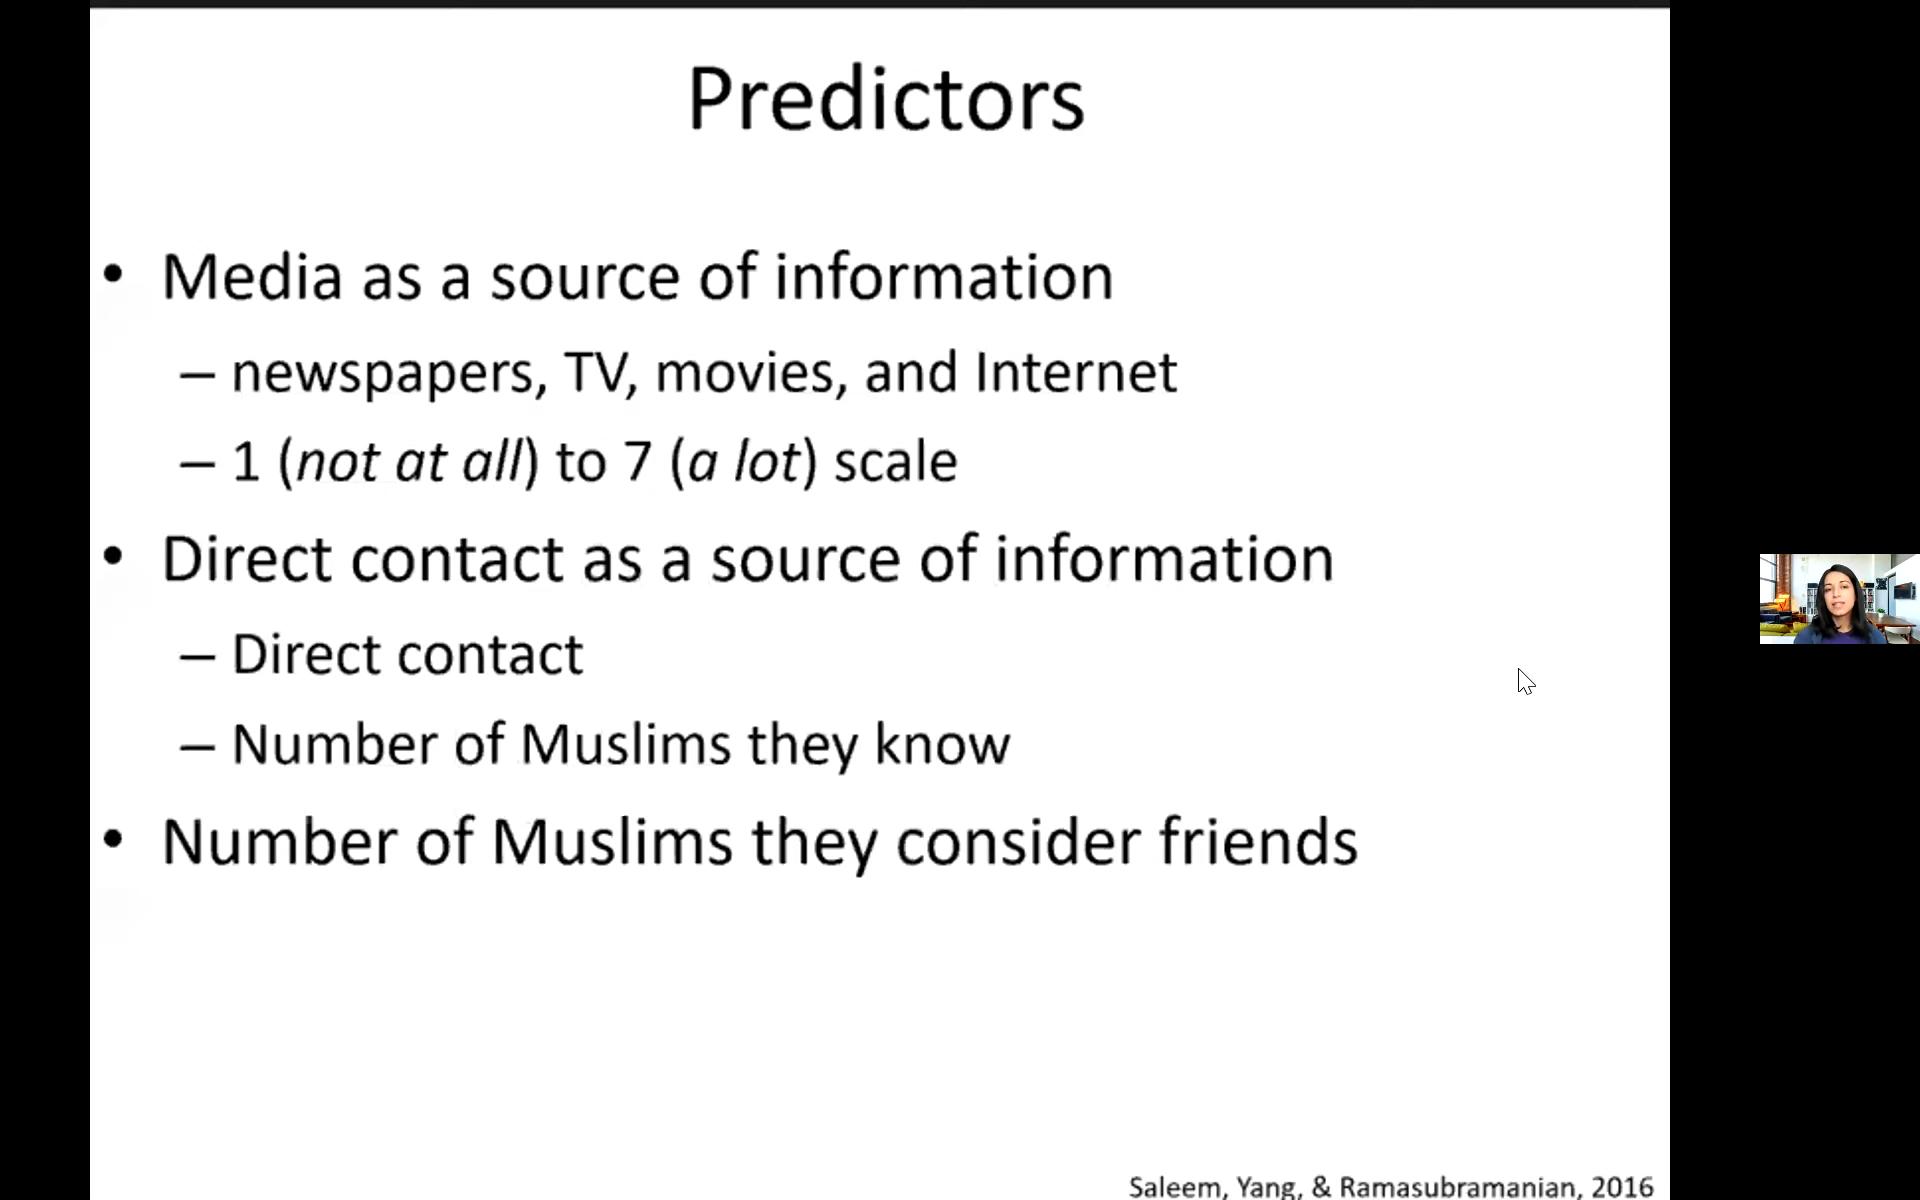 Predictors
• Media as a source of information
– newspapers, TV, movies, and Internet
– 1 (not at all) to 7 (a lot) scale
• Direct contact as a source of information
– Direct contact
– Number of Muslims they know
• Number of Muslims they consider friends
Saleem, Yang, & Ramasubramanian, 2016